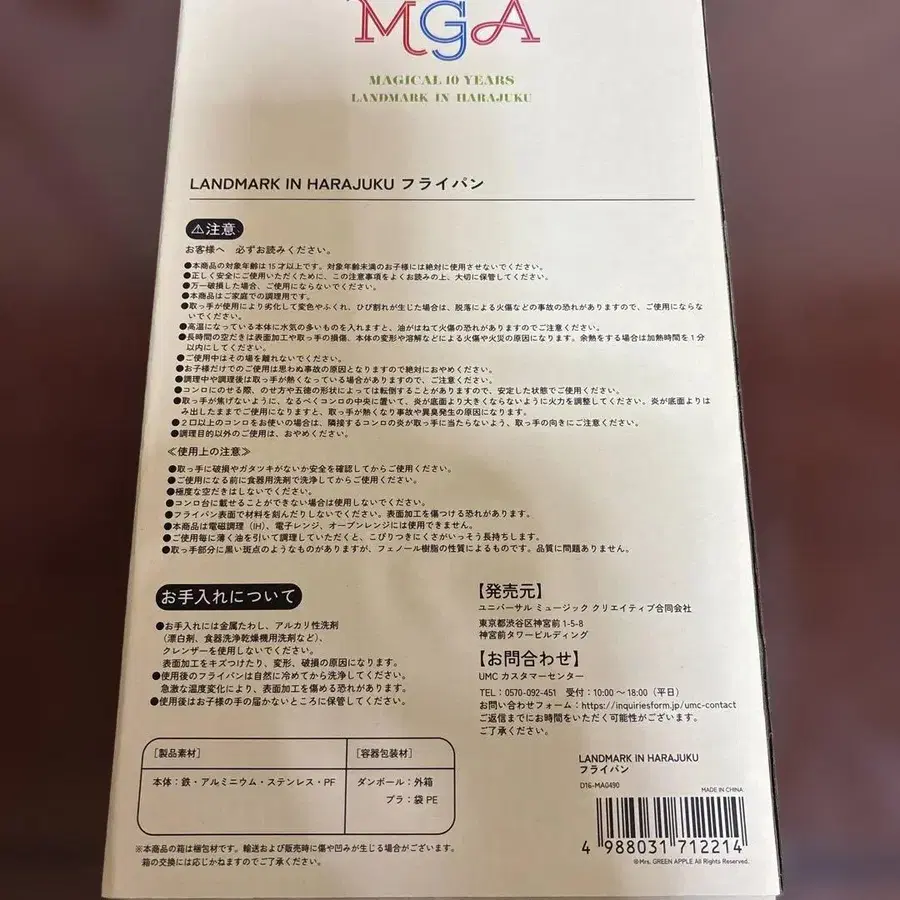 MGA
MAGICAL 10 YEARS
LANDMARK IN HARAJUKU
LANDMARK IN HARAJUKU フライパン
⚠注意
お客様へ 必ずお読みください。
●本商品の対象年齢は15才以上です。対象年齢未満のお子様には絶対に使用させないでください。
●正しく安全にご使用いただくために、この注意事項をよくお読みの上、大切に保管してください。
●万一破損した場合、ご使用にならないでください。
●本商品はご家庭での調理用です。
●取っ手が使用により劣化して変色やふくれ、ひび割れが生じた場合は、脱落による火傷などの事故の恐れがありますので、ご使用にならな
いでください。
●高温になっている本体に水気の多いものを入れますと、油がはねて火傷の恐れがありますのでご注意ください。
●長時間の空だきは表面加工や取っ手の損傷、本体の変形や溶解などによる火傷や火災の原因になります。余熱をする場合は加熱時間を1分
以内にしてください。
●ご使用中はその場を離れないでください。
●お子様だけでのご使用は思わぬ事故の原因となりますので絶対におやめください。
●調理中や調理後は取っ手が熱くなっている場合がありますので、ご注意ください。
●コンロにのせる際、のせ方や五徳の形状によっては転倒することがありますので、安定した状態でご使用ください。
●取っ手が焦げないように、なるべくコンロの中央に置いて、炎が底面より大きくならないように火力を調整してください。炎が底面よりは
み出したままでご使用になりますと、取っ手が熱くなり事故や異臭発生の原因になります。
●2口以上のコンロをお使いの場合は、隣接するコンロの炎が取っ手に当たらないよう、取っ手の向きにご注意ください。
●調理目的以外のご使用は、おやめください。
≪使用上の注意≫
●取っ手に破損やガタツキがないか安全を確認してからご使用ください。
●ご使用になる前に食器用洗剤で洗浄してからご使用ください。
●極度な空だきはしないでください。
●コンロ台に載せることができない場合は使用しないでください。
●フライパン表面で材料を刻んだりしないでください。表面加工を傷つける恐れがあります。
●本商品は電磁調理（IH）、電子レンジ、オーブンレンジには使用できません。
●ご使用毎に薄く油を引いて調理していただくと、こびりつきにくさがいっそう長持ちします。
●取っ手部分に黒い斑点のようなものがありますが、フェノール樹脂の性質によるものです。品質に問題ありません。
お手入れについて
●お手入れには金属たわし、アルカリ性洗剤
（漂白剤、食器洗浄乾燥機用洗剤など）、
クレンザーを使用しないでください。
表面加工をキズつけたり、変形、破損の原因になります。
●使用後のフライパンは自然に冷めてから洗浄してください。
急激な温度変化により、表面加工を傷める恐れがあります。
●使用後はお子様の手の届かないところに保管してください。
【発売元】
ユニバーサル ミュージック クリエイティブ合同会社
東京都渋谷区神宮前 1-5-8
神宮前タワービルディング
【お問合わせ】
UMC カスタマーセンター
TEL：0570-092-451 受付：10:00～18:00（平日）
お問い合わせフォーム：https://inquiriesform.jp/umc-contact
ご返信までにお時間をいただく可能性がございます。
ご了承ください。
［製品素材］
本体：鉄・アルミニウム・ステンレス・PF
［容器包装材］
ダンボール：外箱
プラ：袋 PE
※本商品の箱は梱包材です。輸送および販売時に傷や凹みが生じる場合がございます。
箱の交換には応じかねますのでご了承ください。
LANDMARK IN HARAJUKU
フライパン
D16-MAG490
MADE IN CHINA
4 988031 712214
©Mrs. GREEN APPLE All Rights Reserved.